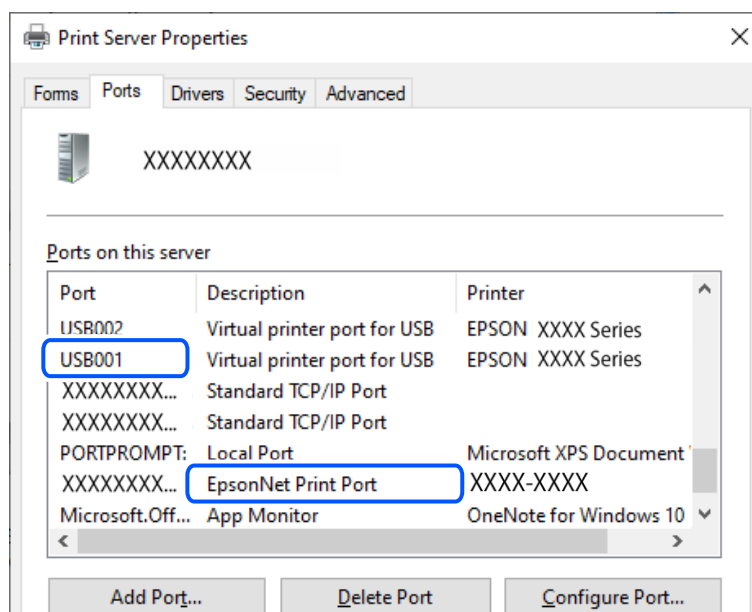 Print Server Properties
Forms Ports Drivers Security Advanced
XXXXXXXX
Ports on this server
Port Description Printer
USB002 Virtual printer port for USB EPSON XXXX Series
USB001 Virtual printer port for USB EPSON XXXX Series
XXXXXXXX... Standard TCP/IP Port
XXXXXXXX... Standard TCP/IP Port
PORTPROMPT: Local Port Microsoft XPS Document
XXXXXXXX... EpsonNet Print Port XXXX-XXXX
Microsoft.Off... App Monitor OneNote for Windows 10
Add Port... Delete Port Configure Port...